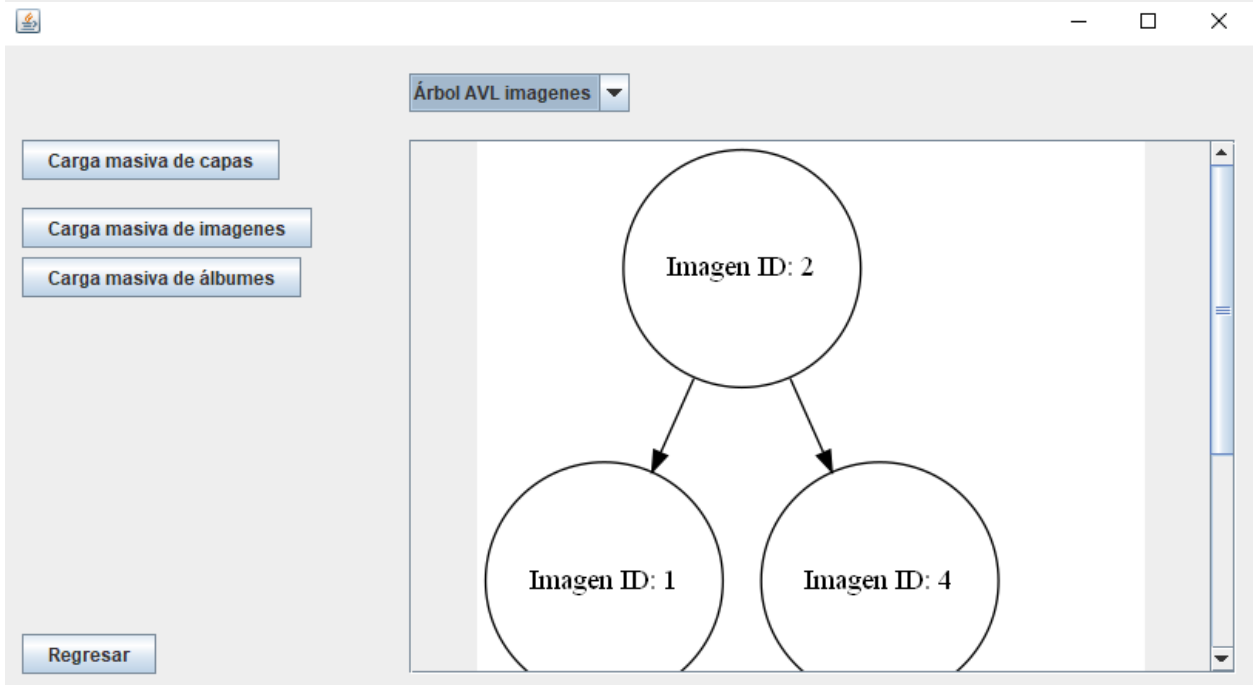 Árbol AVL imagenes
Carga masiva de capas
Carga masiva de imagenes
Carga masiva de álbumes
Imagen ID: 2
Imagen ID: 1
Imagen ID: 4
Regresar